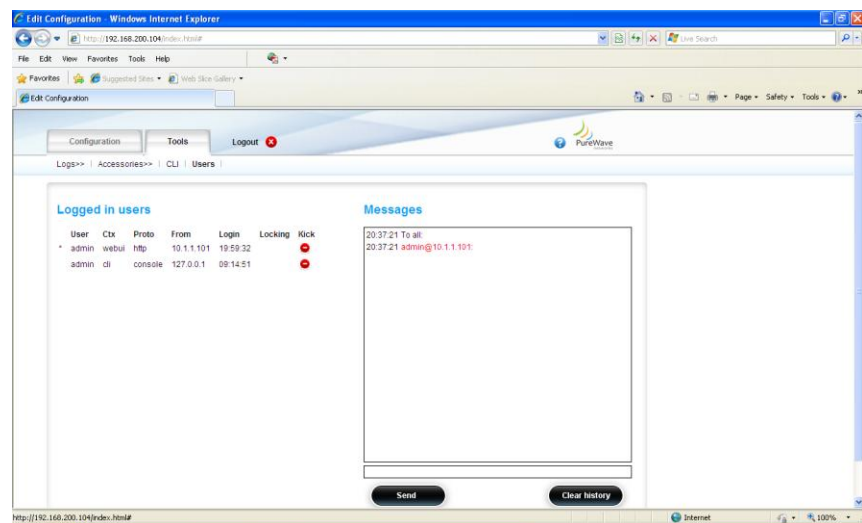 Edit Configuration - Windows Internet Explorer
http://192.168.200.104/index.html#
Live Search
File Edit View Favorites Tools Help
Favorites Suggested Sites Web Slice Gallery
Edit Configuration
Page Safety Tools
Configuration Tools Logout
PureWave
Logs>> | Accessories>> | CLI | Users |
Logged in users
User Ctx Proto From Login Locking Kick
* admin webui http 10.1.1.101 19:59:32
admin cli console 127.0.0.1 09:14:51
Messages
20:37:21 To all:
20:37:21 admin@10.1.1.101:
Send Clear history
http://192.168.200.104/index.html# Internet 100%